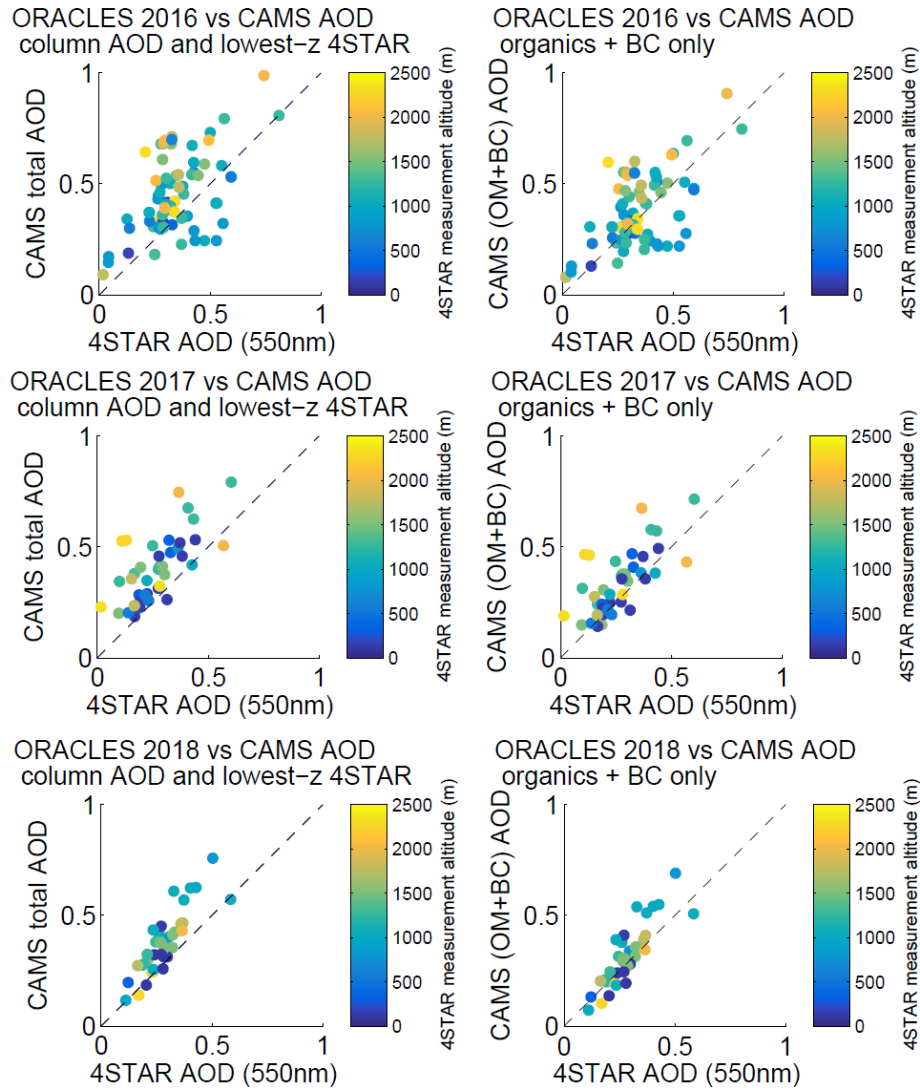 ORACLES 2016 vs CAMS AOD
column AOD and lowest-z 4STAR
1
0.5
0
CAMS total AOD
0
0.5
1
4STAR AOD (550nm)
2500
2000
1500
1000
500
0
4STAR measurement altitude (m)
ORACLES 2016 vs CAMS AOD
organics + BC only
1
0.5
0
CAMS (OM+BC) AOD
0
0.5
1
4STAR AOD (550nm)
2500
2000
1500
1000
500
0
4STAR measurement altitude (m)
ORACLES 2017 vs CAMS AOD
column AOD and lowest-z 4STAR
1
0.5
0
CAMS total AOD
0
0.5
1
4STAR AOD (550nm)
2500
2000
1500
1000
500
0
4STAR measurement altitude (m)
ORACLES 2017 vs CAMS AOD
organics + BC only
1
0.5
0
CAMS (OM+BC) AOD
0
0.5
1
4STAR AOD (550nm)
2500
2000
1500
1000
500
0
4STAR measurement altitude (m)
ORACLES 2018 vs CAMS AOD
column AOD and lowest-z 4STAR
1
0.5
0
CAMS total AOD
0
0.5
1
4STAR AOD (550nm)
2500
2000
1500
1000
500
0
4STAR measurement altitude (m)
ORACLES 2018 vs CAMS AOD
organics + BC only
1
0.5
0
CAMS (OM+BC) AOD
0
0.5
1
4STAR AOD (550nm)
2500
2000
1500
1000
500
0
4STAR measurement altitude (m)